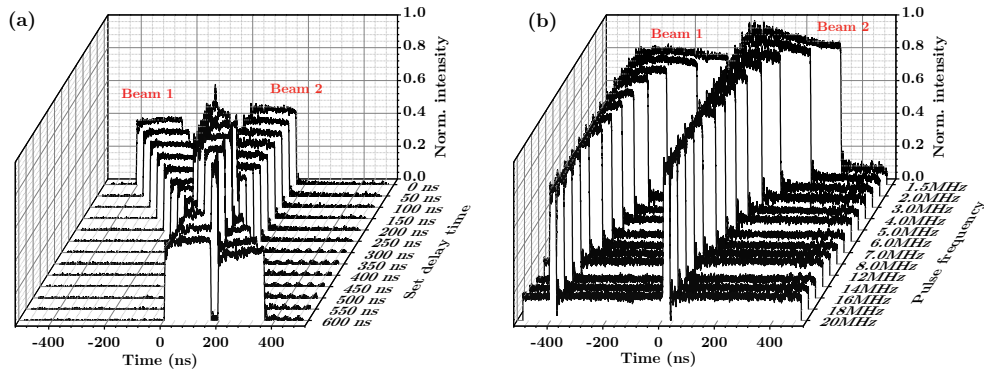 (a)
1.0
0.8
0.6
0.4
0.2
0.0
Norm. intensity
Beam 1
Beam 2
0 ns
50 ns
100 ns
150 ns
200 ns
250 ns
300 ns
350 ns
400 ns
450 ns
500 ns
550 ns
600 ns
Set delay time
-400 -200 0 200 400
Time (ns)
(b)
1.0
0.8
0.6
0.4
0.2
0.0
Norm. intensity
Beam 1
Beam 2
1.5MHz
2.0MHz
3.0MHz
4.0MHz
5.0MHz
6.0MHz
7.0MHz
8.0MHz
12MHz
14MHz
16MHz
18MHz
20MHz
Pulse frequency
-400 -200 0 200 400
Time (ns)